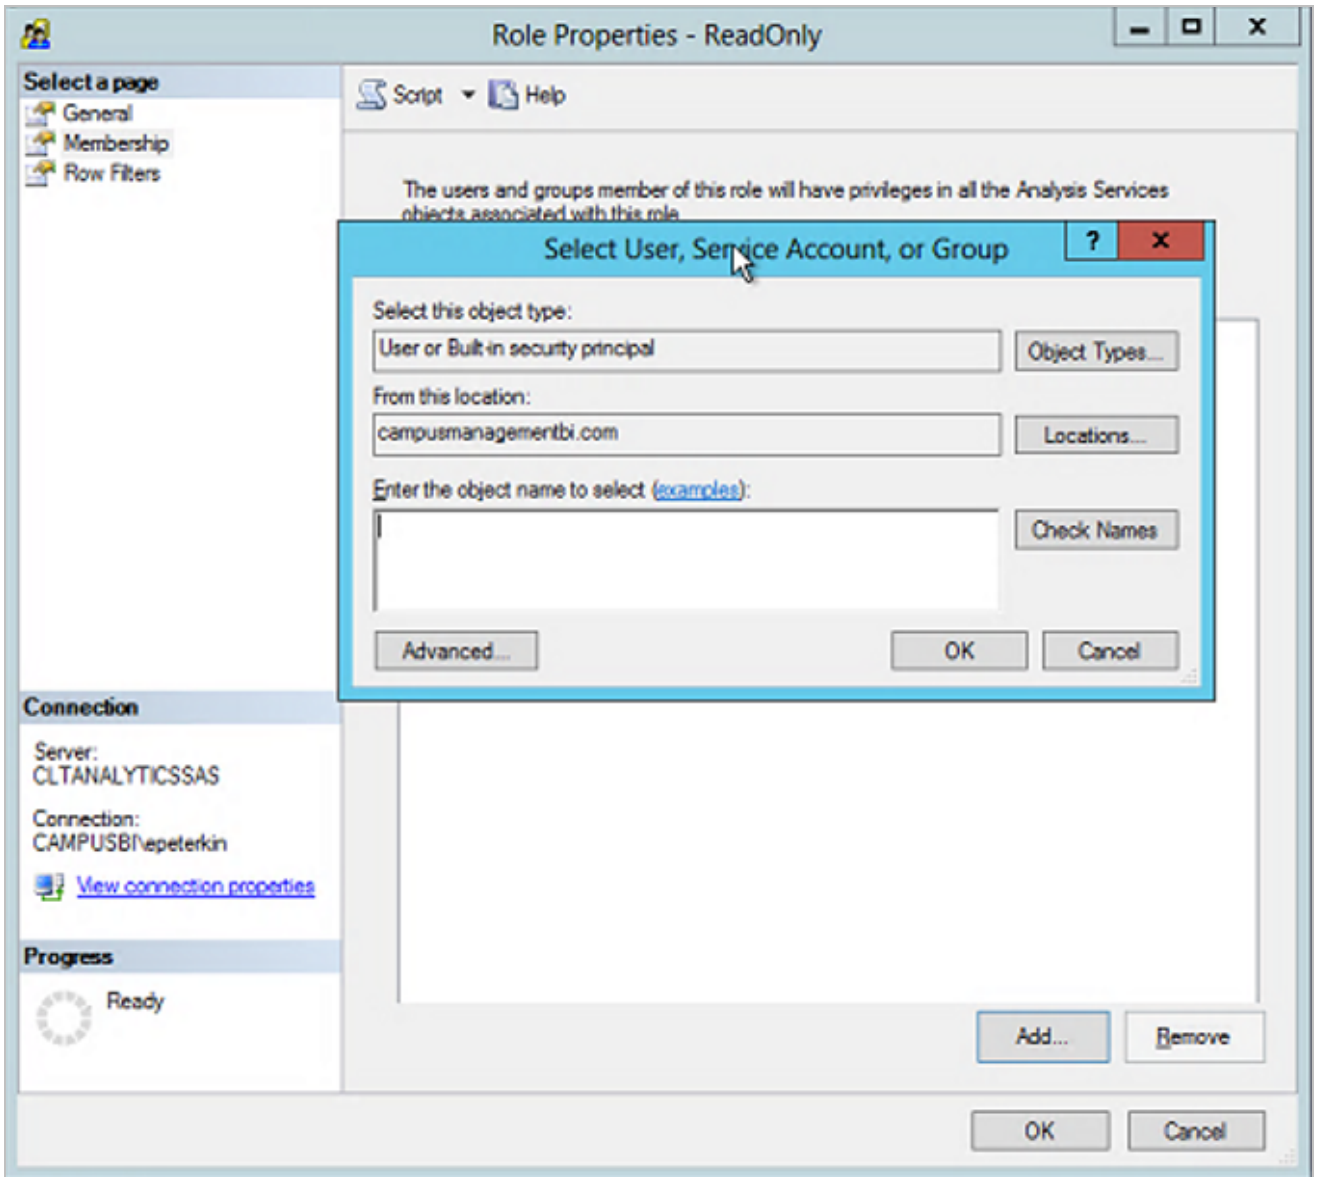 Role Properties - ReadOnly
Select a page
General
Membership
Row Filters
Script
Help
The users and groups member of this role will have privileges in all the Analysis Services
objects associated with this role
Select User, Service Account, or Group
?
x
Select this object type:
User or Built-in security principal
Object Types...
From this location:
campusmanagementbi.com
Locations...
Enter the object name to select (examples):
Check Names
Advanced...
OK
Cancel
Connection
Server:
CLTANALYTICSSAS
Connection:
CAMPUSBI\epeterkin
View connection properties
Progress
Ready
Add...
Remove
OK
Cancel